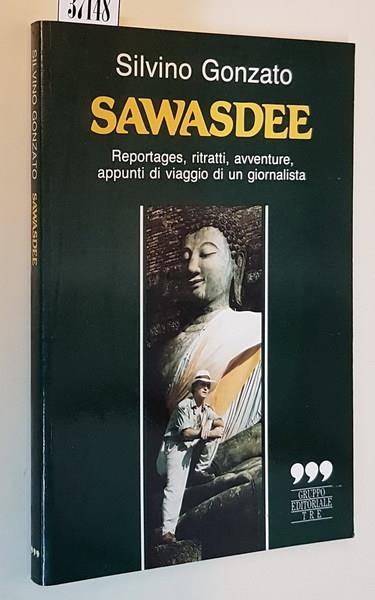 37148
Silvino Gonzato
SAWASDEE
Reportages, ritratti, avventure,
appunti di viaggio di un giornalista
GRUPPO
EDITORIALE
TRE
SILVINO GONZATO SAWASDEE